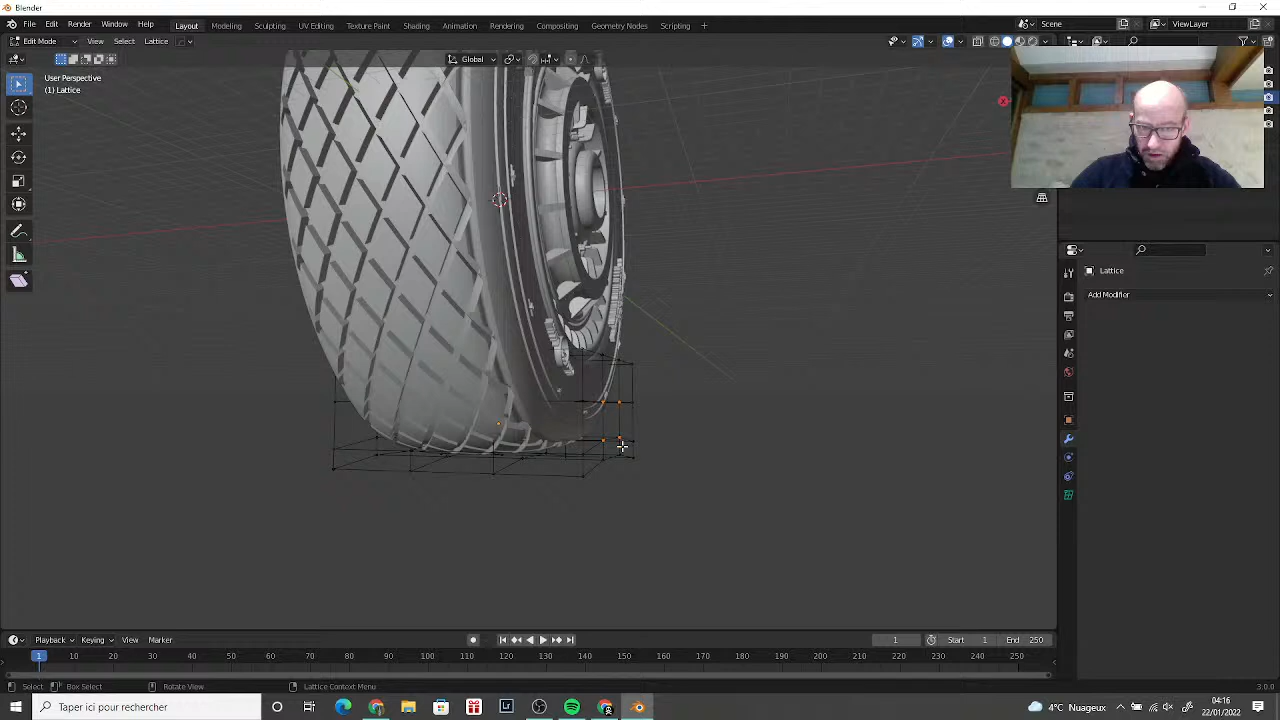 Blender
File Edit Render Window Help Layout Modeling Sculpting UV Editing Texture Paint Shading Animation Rendering Compositing Geometry Nodes Scripting + Scene ViewLayer
Edit Mode View Select Lattice
Global
User Perspective
(1) Lattice
X
Lattice
Add Modifier
Playback Keying View Marker 1 Start 1 End 250
1 10 20 30 40 50 60 70 80 90 100 110 120 130 140 150 160 170 180 190 200 210 220 230 240 250
Select Box Select Rotate View Lattice Context Menu 3.0.0
Taper ici pour rechercher 4°C Nuageux 04:16
22/01/2022